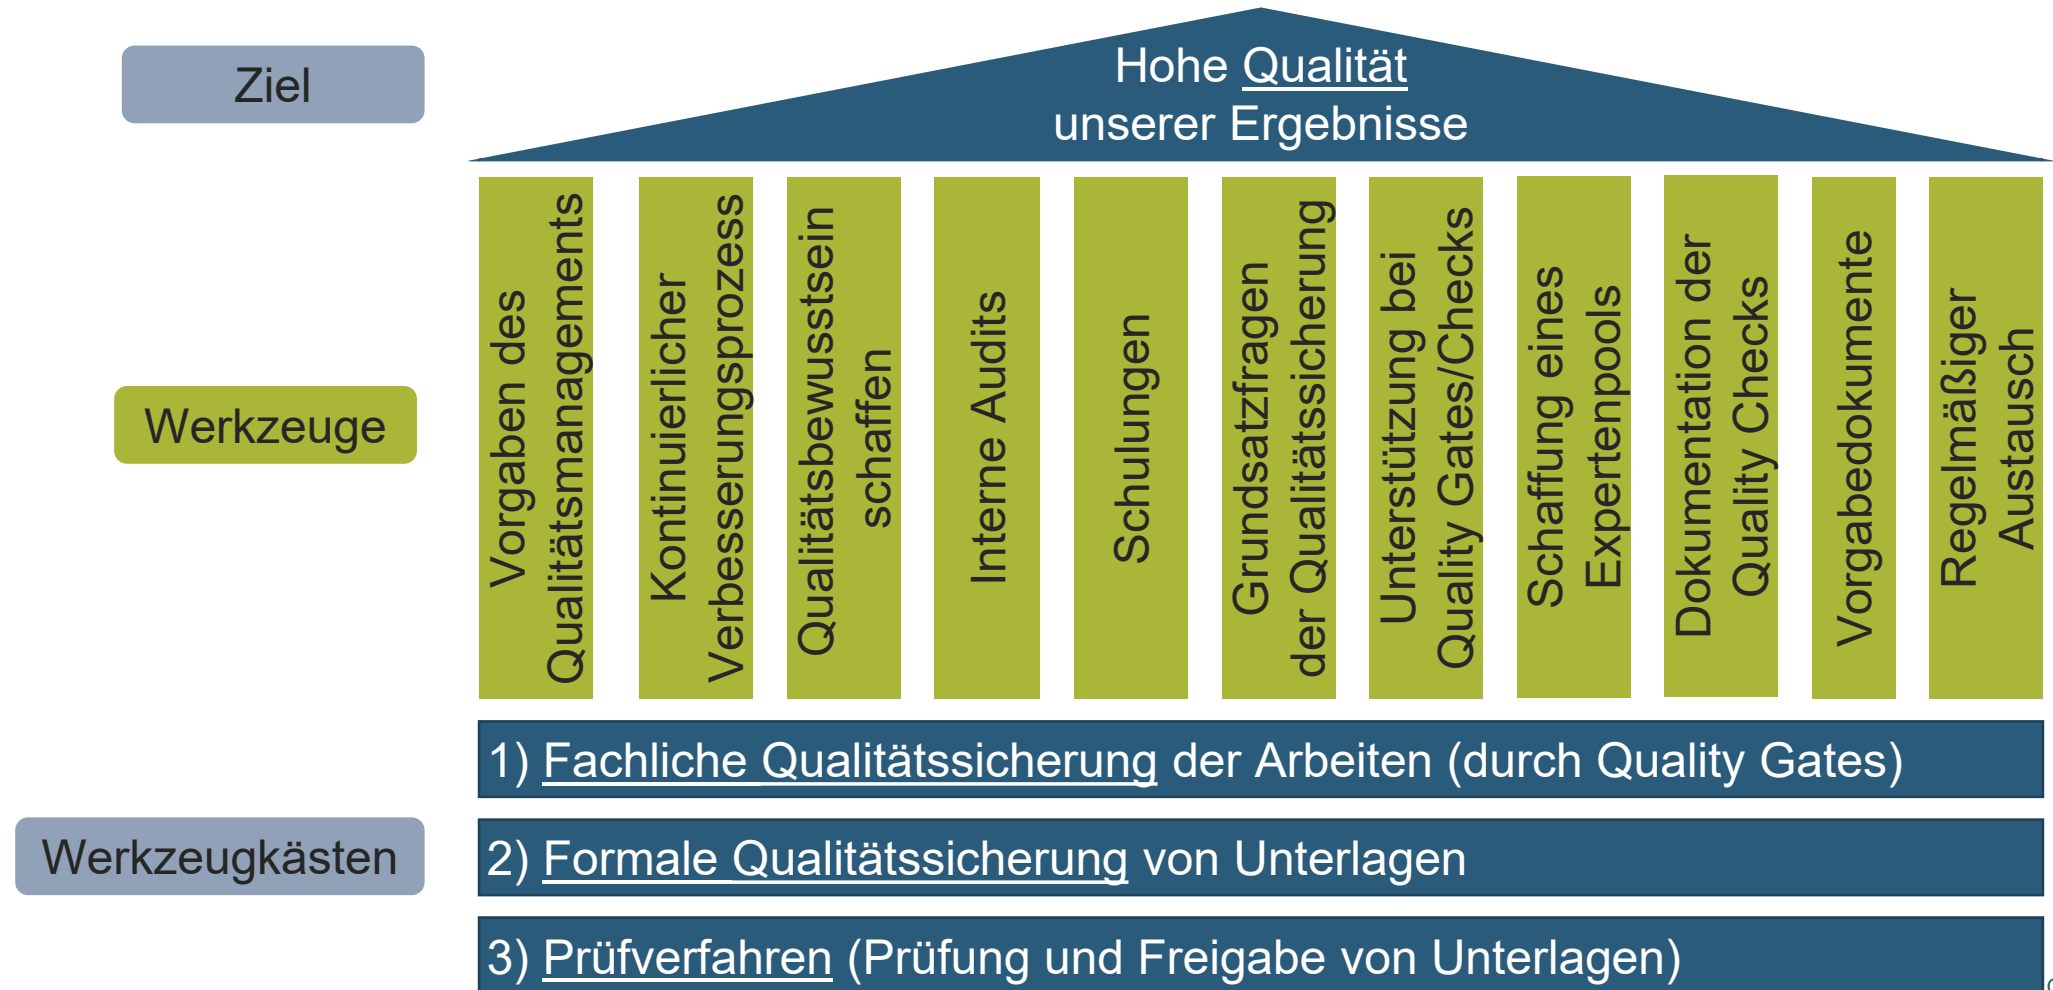 Ziel
Hohe Qualität
unserer Ergebnisse
Werkzeuge
Vorgaben des
Qualitätsmanagements
Kontinuierlicher
Verbesserungsprozess
Qualitätsbewusstsein
schaffen
Interne Audits
Schulungen
Grundsatzfragen
der Qualitätssicherung
Unterstützung bei
Quality Gates/Checks
Schaffung eines
Expertenpools
Dokumentation der
Quality Checks
Vorgabedokumente
Regelmäßiger
Austausch
Werkzeugkästen
1) Fachliche Qualitätssicherung der Arbeiten (durch Quality Gates)
2) Formale Qualitätssicherung von Unterlagen
3) Prüfverfahren (Prüfung und Freigabe von Unterlagen)